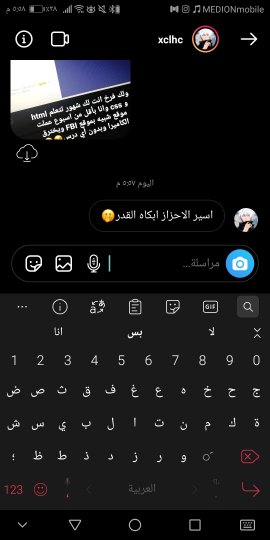 ٥:٥٨ م
٢٨٪
MEDIONmobile
xclhc
ولك فرخ انت لك شهور تتعلم html
و css وانا بأقل من اسبوع عملت
موقع شبيه بموقع FBI ويخترق
الكاميرا وبدون أي درس
اليوم ٥:٥٧ م
اسير الاحزاز ابكاه القدر🤭
مراسلة...
GIF
لا بس انا
1 2 3 4 5 6 7 8 9 0
ض ص ث ق ف غ ع ه خ ح ج
ش س ي ب ل ا ت ن م ك ة
؛ ظ ط ذ د ز ر و
123
العربية